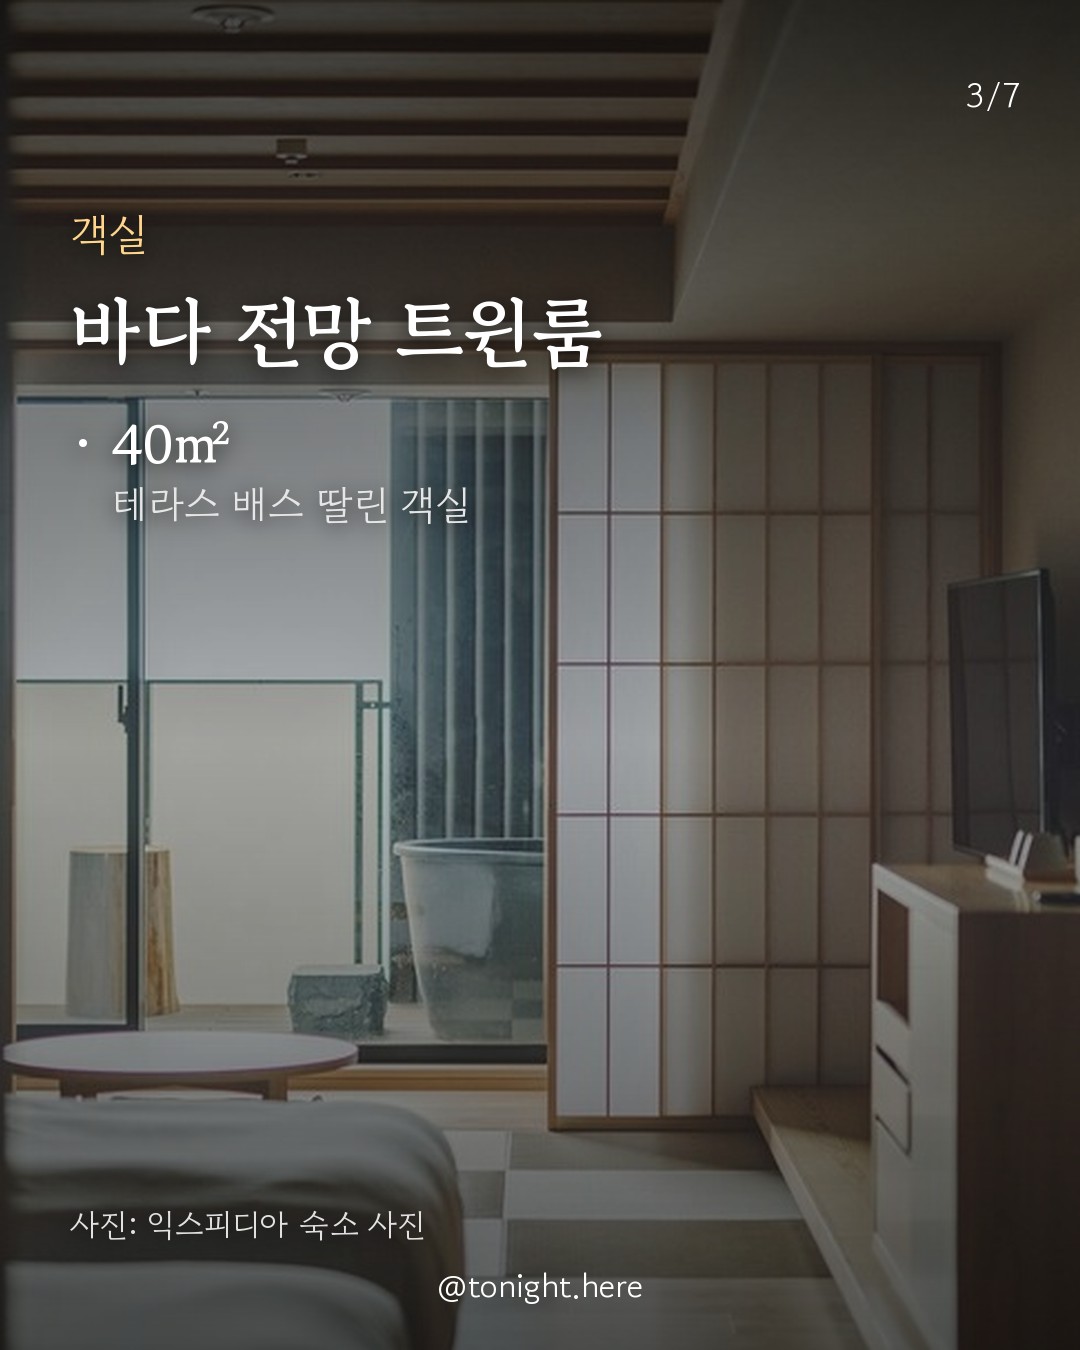 3/7
객실
바다 전망 트윈룸
· 40m²
테라스 배스 딸린 객실
사진: 익스피디아 숙소 사진
@tonight.here